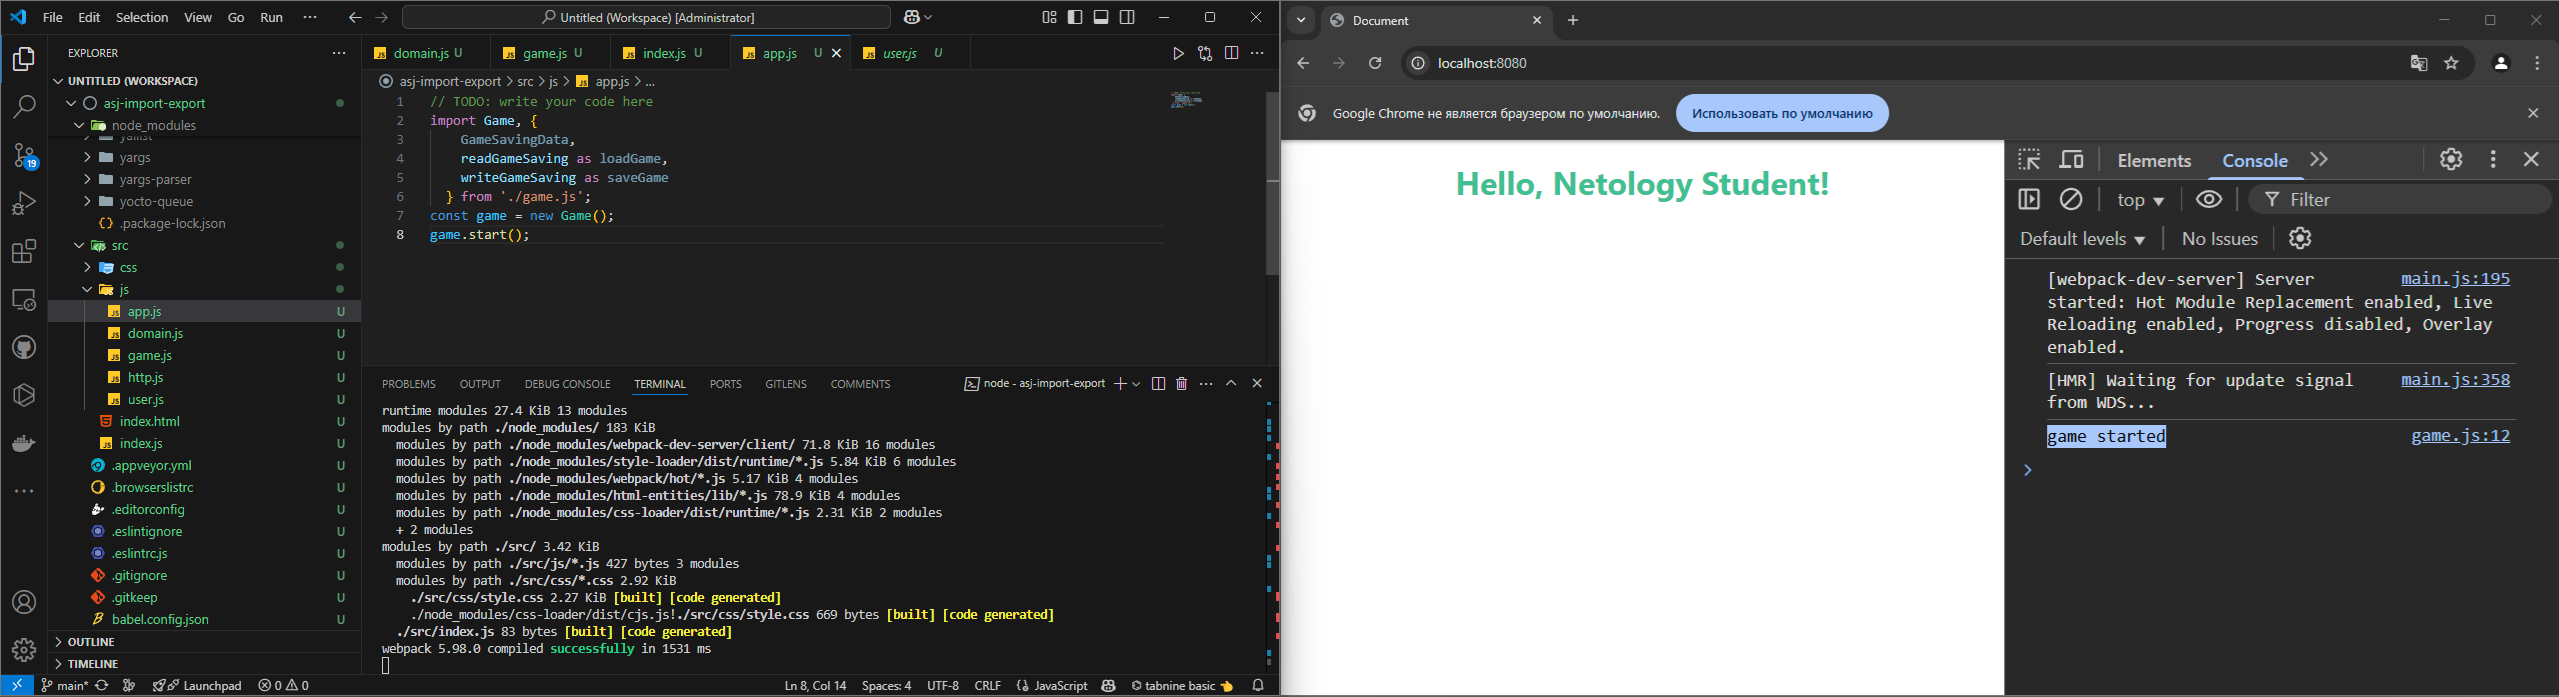 File Edit Selection View Go Run ··· Untitled (Workspace) [Administrator]
EXPLORER
UNTITLED (WORKSPACE)
asj-import-export
node_modules
yargs
yargs-parser
yocto-queue
.package-lock.json
src
css
js
app.js U
domain.js U
game.js U
http.js U
user.js U
index.html U
index.js U
.appveyor.yml U
.browserslistrc U
.editorconfig U
.eslintignore U
.eslintrc.js U
.gitignore U
.gitkeep U
babel.config.json U
OUTLINE
TIMELINE
domain.js U game.js U index.js U app.js U user.js U
asj-import-export > src > js > app.js > ...
1 // TODO: write your code here
2 import Game, {
3 GameSavingData,
4 readGameSaving as loadGame,
5 writeGameSaving as saveGame
6 } from './game.js';
7 const game = new Game();
8 game.start();
PROBLEMS OUTPUT DEBUG CONSOLE TERMINAL PORTS GITLENS COMMENTS node - asj-import-export
runtime modules 27.4 KiB 13 modules
modules by path ./node_modules/ 183 KiB
modules by path ./node_modules/webpack-dev-server/client/ 71.8 KiB 16 modules
modules by path ./node_modules/style-loader/dist/runtime/*.js 5.84 KiB 6 modules
modules by path ./node_modules/webpack/hot/*.js 5.17 KiB 4 modules
modules by path ./node_modules/html-entities/lib/*.js 78.9 KiB 4 modules
modules by path ./node_modules/css-loader/dist/runtime/*.js 2.31 KiB 2 modules
+ 2 modules
modules by path ./src/ 3.42 KiB
modules by path ./src/js/*.js 427 bytes 3 modules
modules by path ./src/css/*.css 2.92 KiB
./src/css/style.css 2.27 KiB [built] [code generated]
./node_modules/css-loader/dist/cjs.js!./src/css/style.css 669 bytes [built] [code generated]
./src/index.js 83 bytes [built] [code generated]
webpack 5.98.0 compiled successfully in 1531 ms
19
main* Launchpad 0 0 Ln 8, Col 14 Spaces: 4 UTF-8 CRLF JavaScript tabnine basic
Document
localhost:8080
Google Chrome не является браузером по умолчанию. Использовать по умолчанию
Hello, Netology Student!
Elements Console
top Filter
Default levels No Issues
[webpack-dev-server] Server main.js:195
started: Hot Module Replacement enabled, Live
Reloading enabled, Progress disabled, Overlay
enabled.
[HMR] Waiting for update signal main.js:358
from WDS...
game started game.js:12